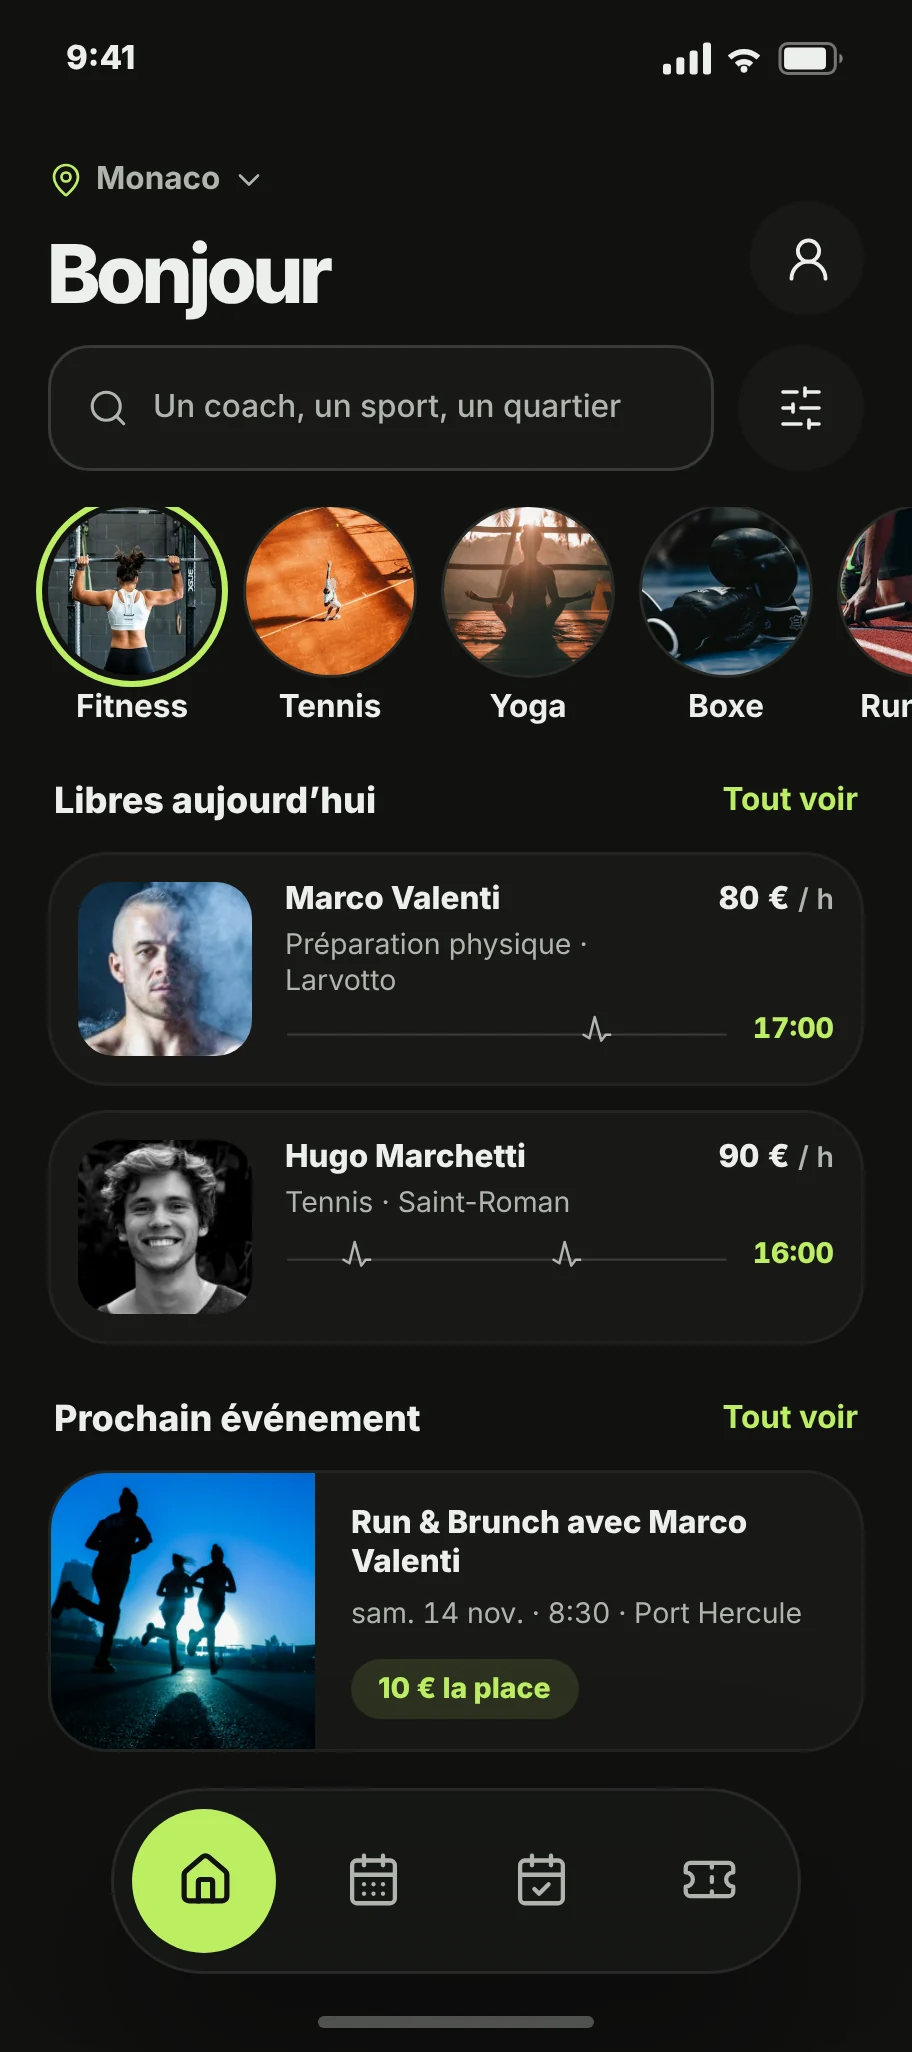 9:41
Monaco
Bonjour
Un coach, un sport, un quartier
Fitness
Tennis
Yoga
Boxe
Run
Libres aujourd’hui
Tout voir
Marco Valenti
80 € / h
Préparation physique ·
Larvotto
17:00
Hugo Marchetti
90 € / h
Tennis · Saint-Roman
16:00
Prochain événement
Tout voir
Run & Brunch avec Marco
Valenti
sam. 14 nov. · 8:30 · Port Hercule
10 € la place